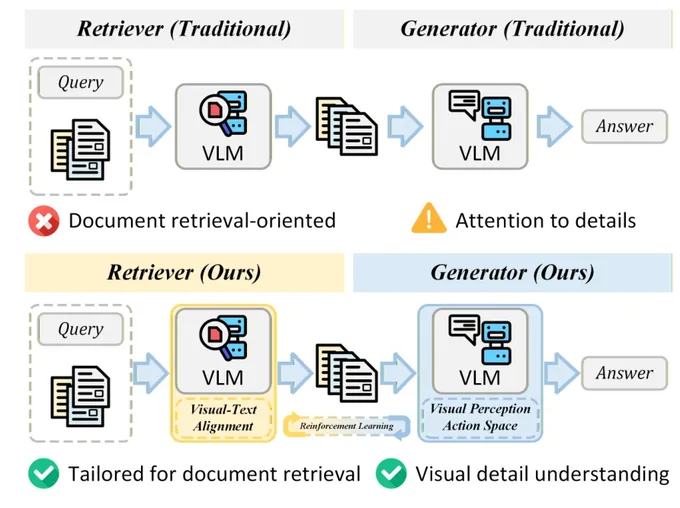 Retriever (Traditional)
Generator (Traditional)
Query
VLM
VLM
Answer
Document retrieval-oriented
Attention to details
Retriever (Ours)
Generator (Ours)
Query
VLM
Visual-Text
Alignment
Reinforcement Learning
VLM
Visual Perception
Action Space
Answer
Tailored for document retrieval
Visual detail understanding